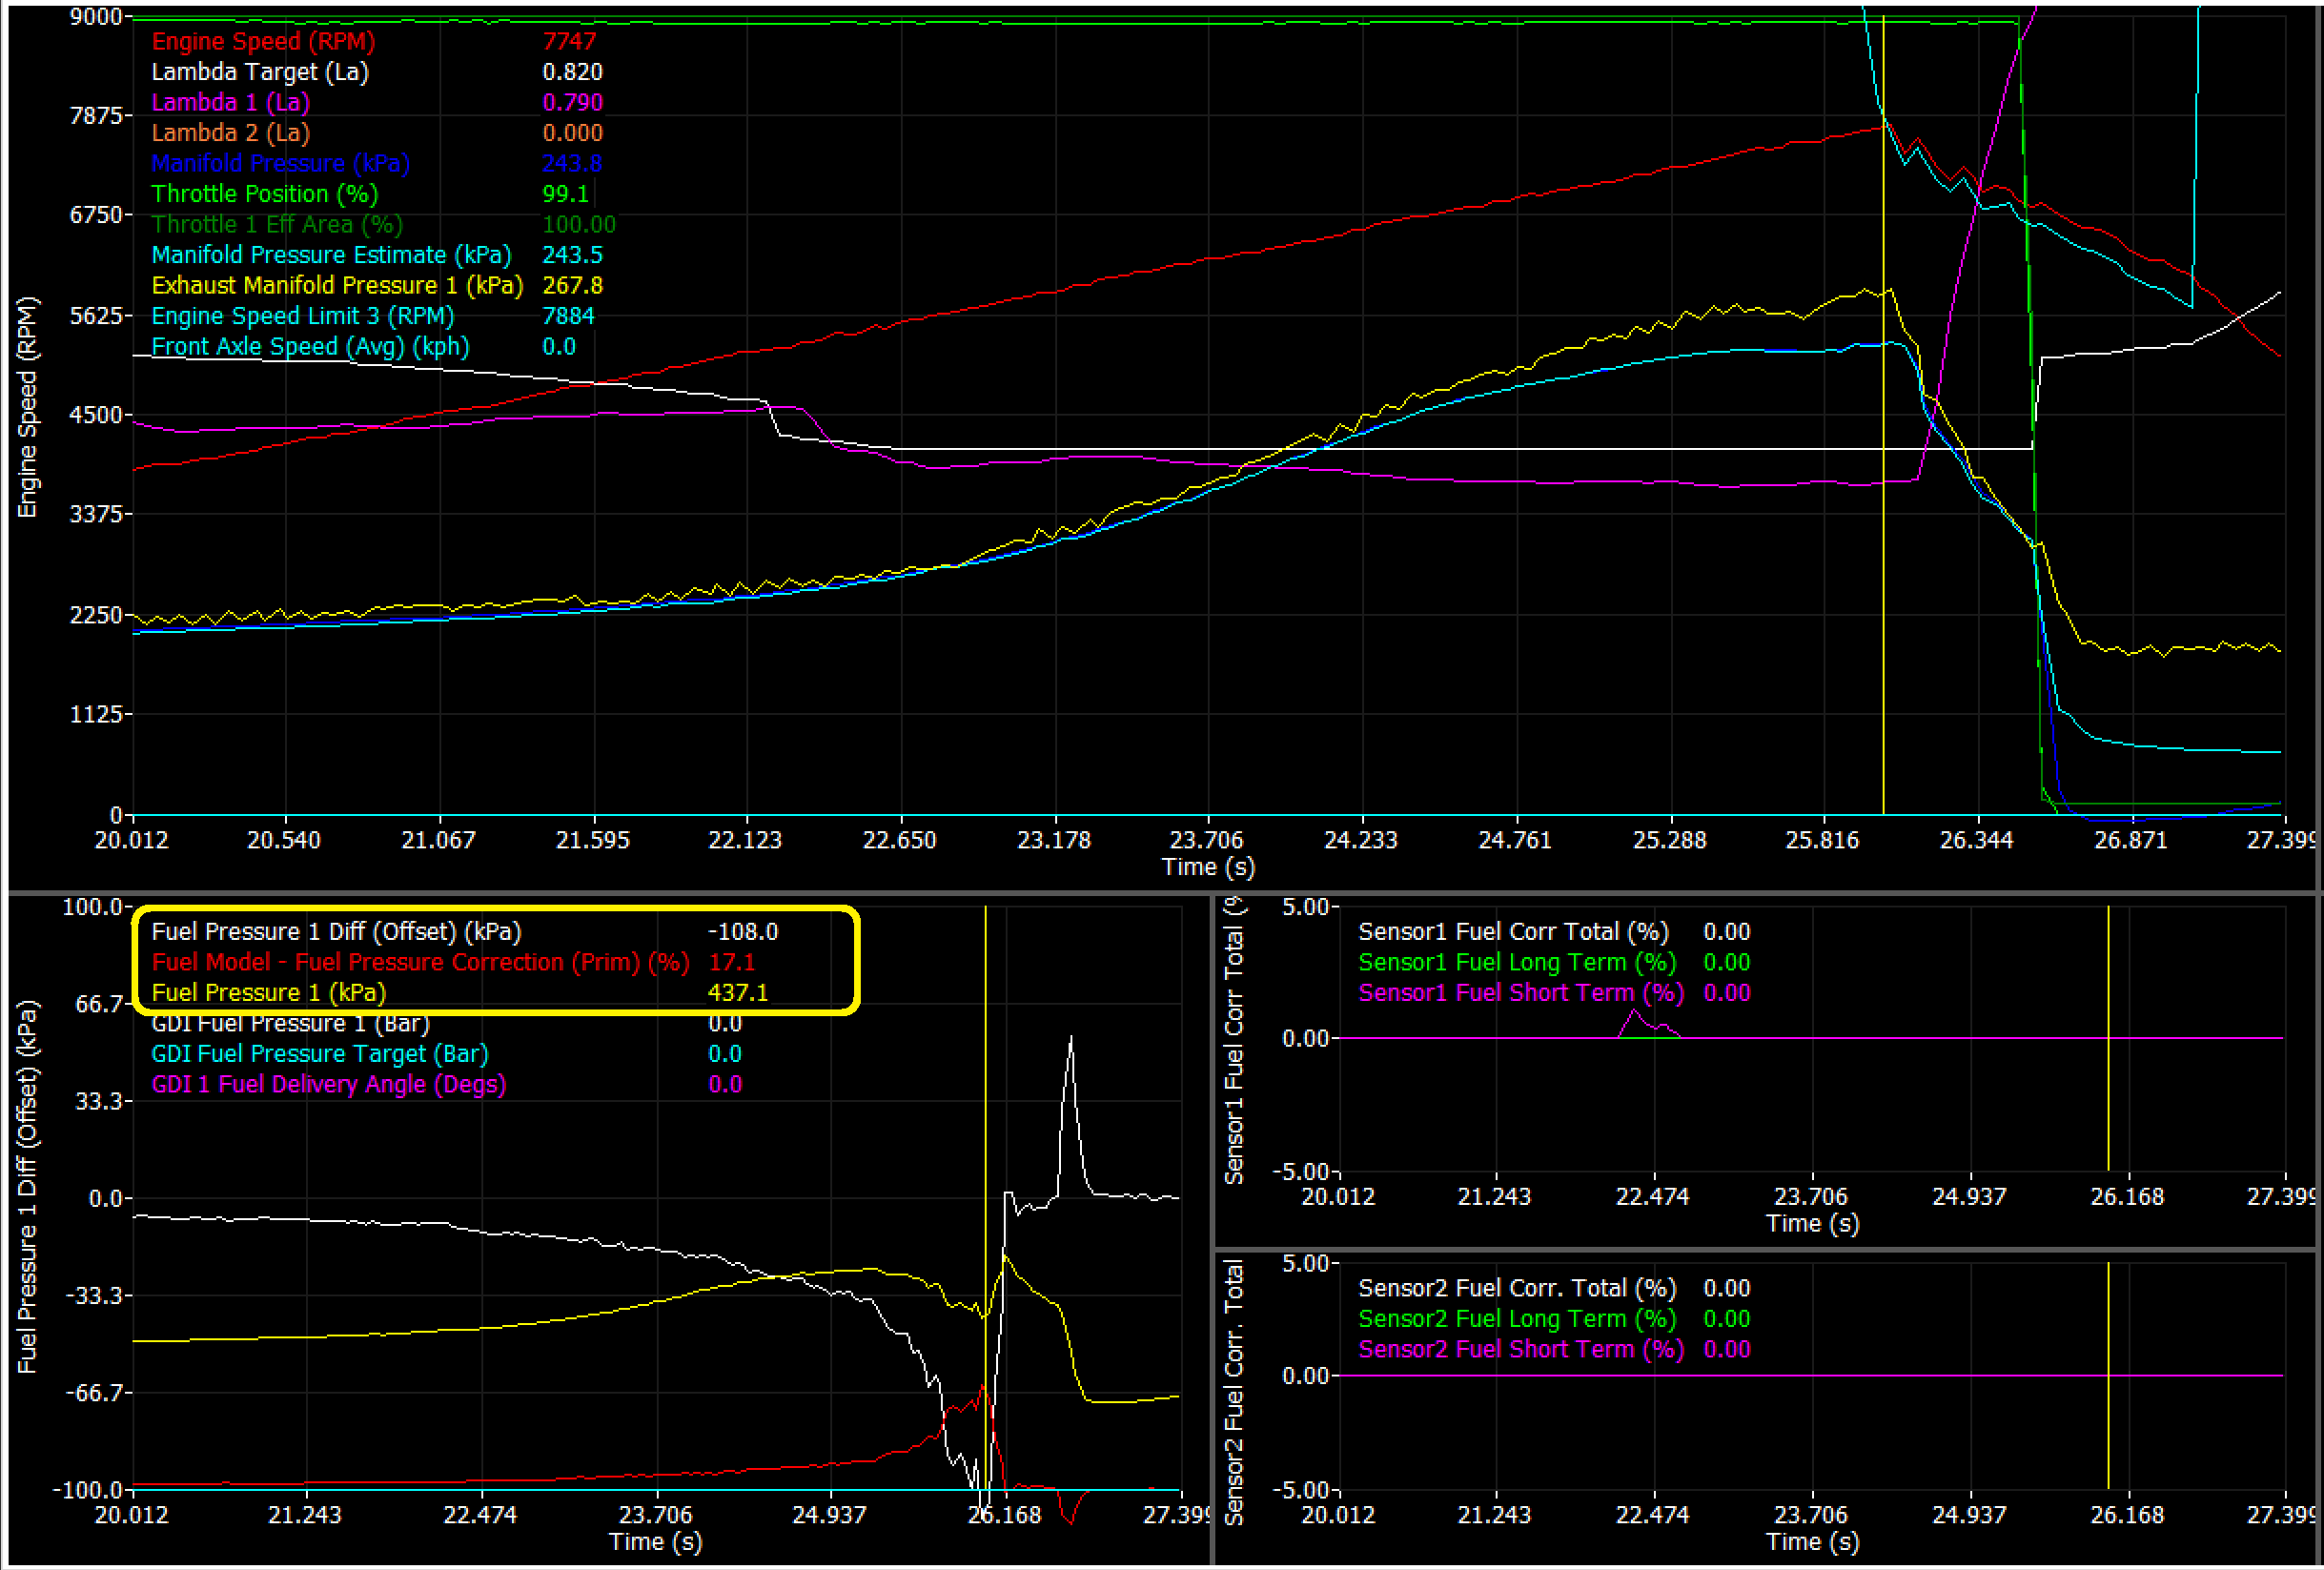 9000
7875
6750
5625
4500
3375
2250
1125
0
Engine Speed (RPM)
Engine Speed (RPM) 7747
Lambda Target (La) 0.820
Lambda 1 (La) 0.790
Lambda 2 (La) 0.000
Manifold Pressure (kPa) 243.8
Throttle Position (%) 99.1
Throttle 1 Eff Area (%) 100.00
Manifold Pressure Estimate (kPa) 243.5
Exhaust Manifold Pressure 1 (kPa) 267.8
Engine Speed Limit 3 (RPM) 7884
Front Axle Speed (Avg) (kph) 0.0
20.012 20.540 21.067 21.595 22.123 22.650 23.178 23.706 24.233 24.761 25.288 25.816 26.344 26.871 27.399
Time (s)
100.0
66.7
33.3
0.0
-33.3
-66.7
-100.0
Fuel Pressure 1 Diff (Offset) (kPa)
Fuel Pressure 1 Diff (Offset) (kPa) -108.0
Fuel Model - Fuel Pressure Correction (Prim) (%) 17.1
Fuel Pressure 1 (kPa) 437.1
GDI Fuel Pressure 1 (Bar) 0.0
GDI Fuel Pressure Target (Bar) 0.0
GDI 1 Fuel Delivery Angle (Degs) 0.0
20.012 21.243 22.474 23.706 24.937 26.168 27.399
Time (s)
5.00
0.00
-5.00
Sensor1 Fuel Corr Total (%
Sensor1 Fuel Corr Total (%) 0.00
Sensor1 Fuel Long Term (%) 0.00
Sensor1 Fuel Short Term (%) 0.00
20.012 21.243 22.474 23.706 24.937 26.168 27.399
Time (s)
5.00
0.00
-5.00
Sensor2 Fuel Corr. Total
Sensor2 Fuel Corr. Total (%) 0.00
Sensor2 Fuel Long Term (%) 0.00
Sensor2 Fuel Short Term (%) 0.00
20.012 21.243 22.474 23.706 24.937 26.168 27.399
Time (s)